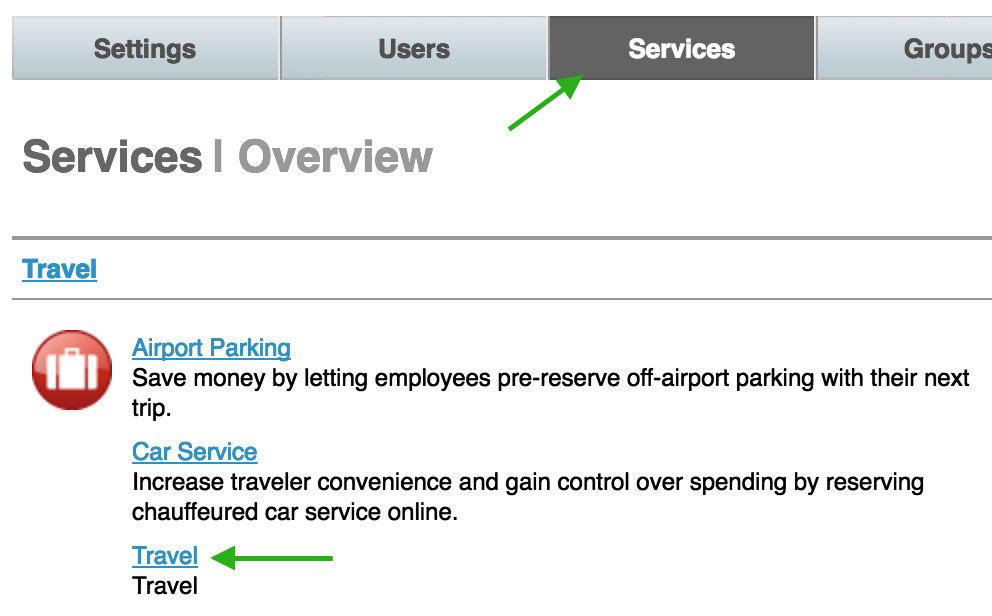 Settings Users Services Groups
Services | Overview
Travel
Airport Parking
Save money by letting employees pre-reserve off-airport parking with their next
trip.
Car Service
Increase traveler convenience and gain control over spending by reserving
chauffeured car service online.
Travel
Travel